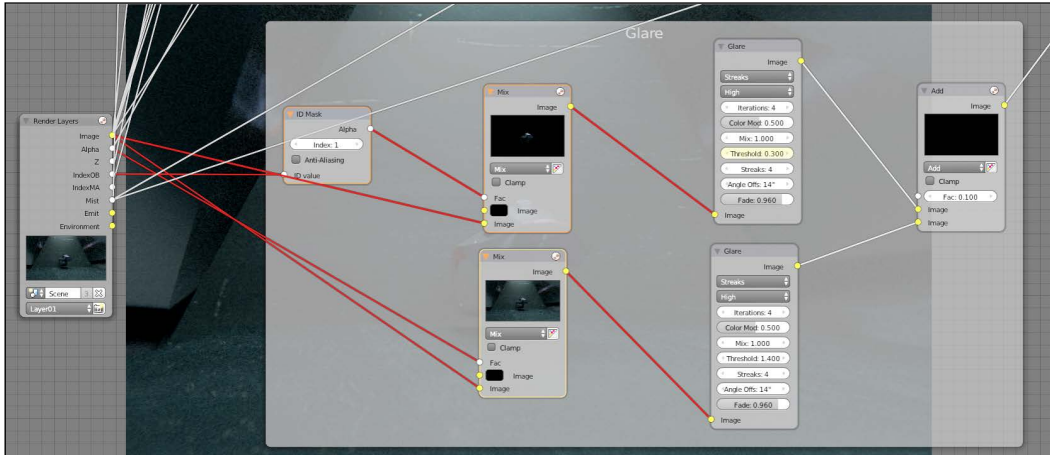 Glare
Render Layers
Image
Alpha
Z
IndexOB
IndexMA
Mist
Emit
Environment
Scene
3
Layer01
ID Mask
Alpha
Index: 1
Anti-Aliasing
ID value
Mix
Image
Mix
Clamp
Fac
Image
Image
Mix
Image
Mix
Clamp
Fac
Image
Image
Glare
Image
Streaks
High
Iterations: 4
Color Mod: 0.500
Mix: 1.000
Threshold: 0.300
Streaks: 4
Angle Offs: 14°
Fade: 0.960
Image
Glare
Image
Streaks
High
Iterations: 4
Color Mod: 0.500
Mix: 1.000
Threshold: 1.400
Streaks: 4
Angle Offs: 14°
Fade: 0.960
Image
Add
Image
Add
Clamp
Fac: 0.100
Image
Image